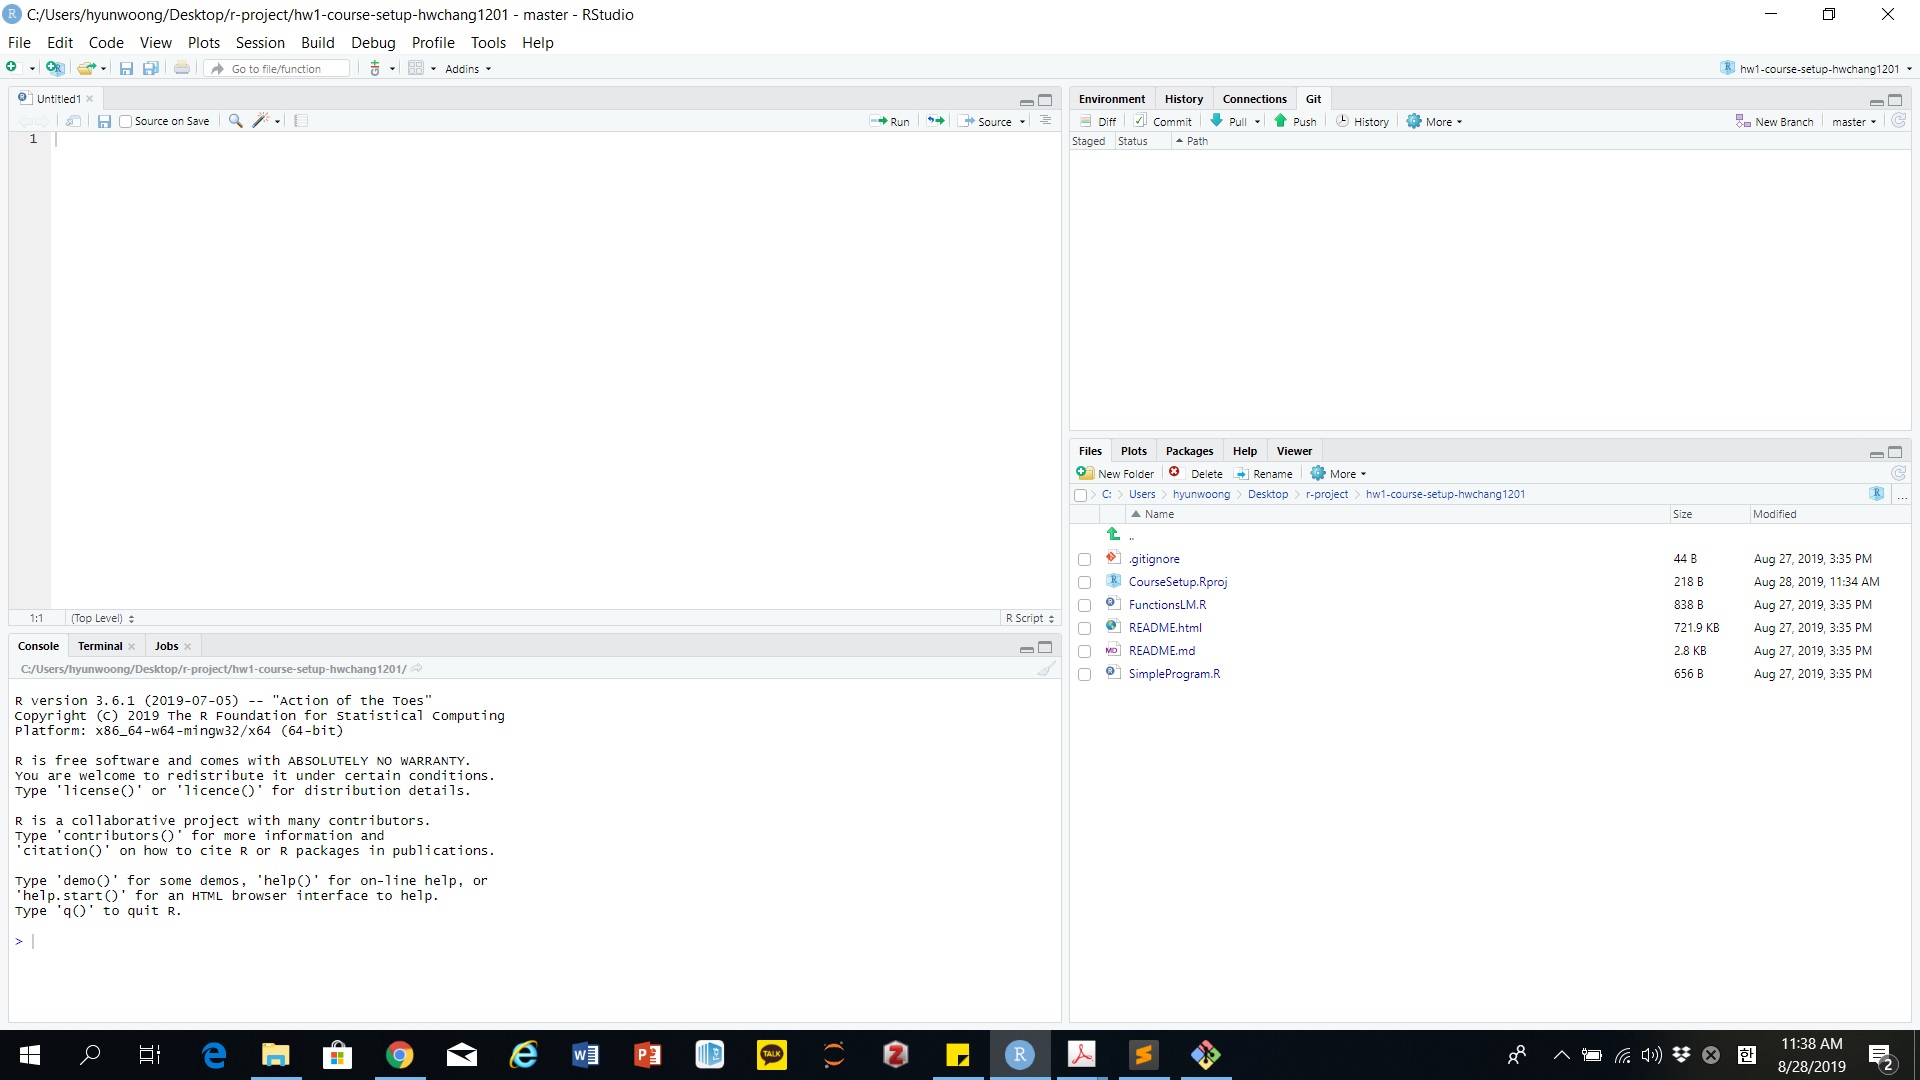 C:/Users/hyunwoong/Desktop/r-project/hw1-course-setup-hwchang1201 - master - RStudio
File Edit Code View Plots Session Build Debug Profile Tools Help
Go to file/function Addins hw1-course-setup-hwchang1201
Untitled1
Source on Save Run Source
1
1:1 (Top Level) R Script
Console Terminal Jobs
C:/Users/hyunwoong/Desktop/r-project/hw1-course-setup-hwchang1201/
R version 3.6.1 (2019-07-05) -- "Action of the Toes"
Copyright (C) 2019 The R Foundation for Statistical Computing
Platform: x86_64-w64-mingw32/x64 (64-bit)
R is free software and comes with ABSOLUTELY NO WARRANTY.
You are welcome to redistribute it under certain conditions.
Type 'license()' or 'licence()' for distribution details.
R is a collaborative project with many contributors.
Type 'contributors()' for more information and
'citation()' on how to cite R or R packages in publications.
Type 'demo()' for some demos, 'help()' for on-line help, or
'help.start()' for an HTML browser interface to help.
Type 'q()' to quit R.
>
Environment History Connections Git
Diff Commit Pull Push History More New Branch master
Staged Status Path
Files Plots Packages Help Viewer
New Folder Delete Rename More
C: Users hyunwoong Desktop r-project hw1-course-setup-hwchang1201 ...
Name Size Modified
..
.gitignore 44 B Aug 27, 2019, 3:35 PM
CourseSetup.Rproj 218 B Aug 28, 2019, 11:34 AM
FunctionsLM.R 838 B Aug 27, 2019, 3:35 PM
README.html 721.9 KB Aug 27, 2019, 3:35 PM
README.md 2.8 KB Aug 27, 2019, 3:35 PM
SimpleProgram.R 656 B Aug 27, 2019, 3:35 PM
TALK
한
11:38 AM
8/28/2019
2